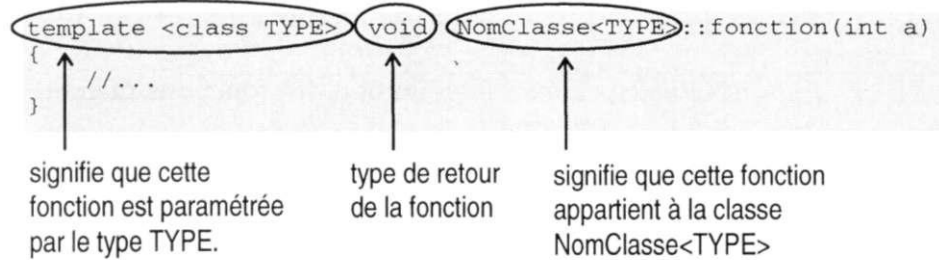 template <class TYPE> void NomClasse<TYPE>::fonction(int a)
{
//...
}
signifie que cette
fonction est paramétrée
par le type TYPE.
type de retour
de la fonction
signifie que cette fonction
appartient à la classe
NomClasse<TYPE>